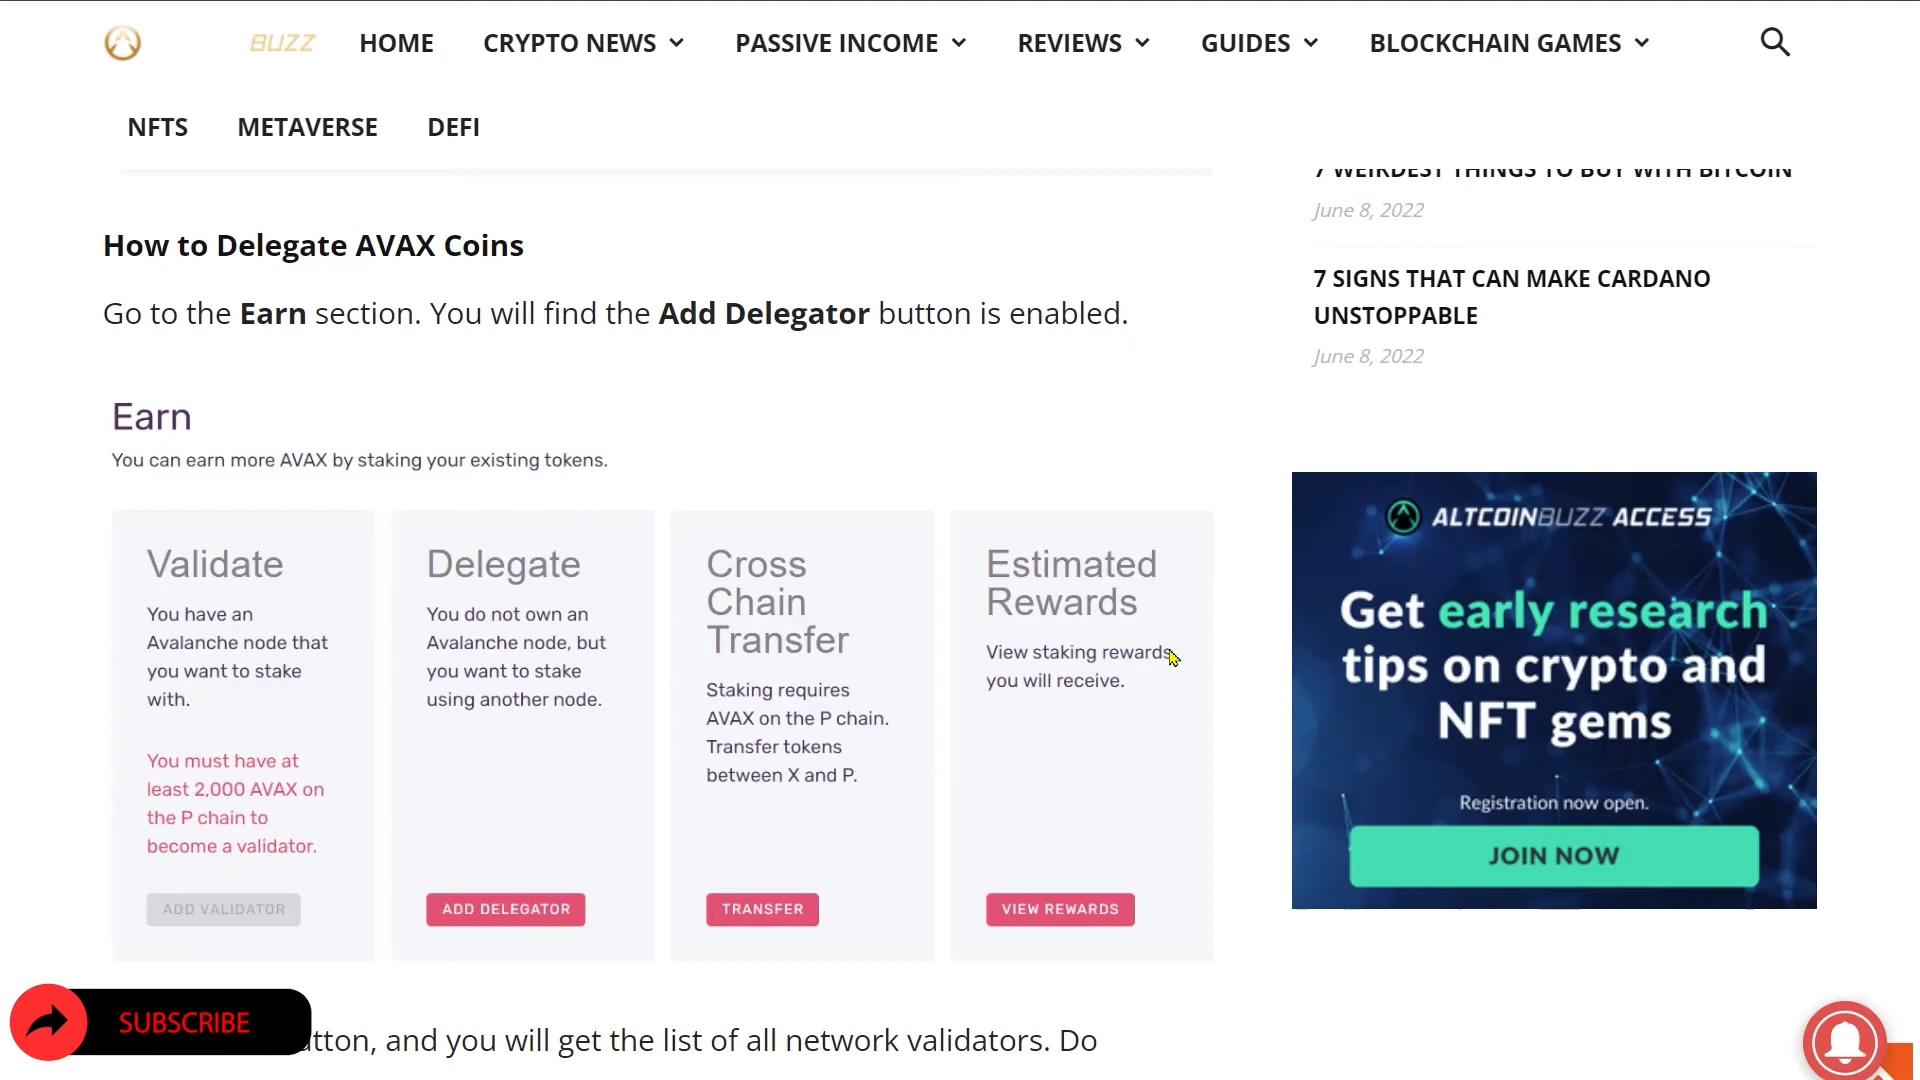 BUZZ HOME CRYPTO NEWS PASSIVE INCOME REVIEWS GUIDES BLOCKCHAIN GAMES
NFTS METAVERSE DEFI
7 WEIRDEST THINGS TO BUY WITH BITCOIN
June 8, 2022
7 SIGNS THAT CAN MAKE CARDANO
UNSTOPPABLE
June 8, 2022
How to Delegate AVAX Coins
Go to the Earn section. You will find the Add Delegator button is enabled.
Earn
You can earn more AVAX by staking your existing tokens.
Validate
You have an
Avalanche node that
you want to stake
with.
You must have at
least 2,000 AVAX on
the P chain to
become a validator.
ADD VALIDATOR
Delegate
You do not own an
Avalanche node, but
you want to stake
using another node.
ADD DELEGATOR
Cross
Chain
Transfer
Staking requires
AVAX on the P chain.
Transfer tokens
between X and P.
TRANSFER
Estimated
Rewards
View staking rewards
you will receive.
VIEW REWARDS
ALTCOINBUZZ ACCESS
Get early research
tips on crypto and
NFT gems
Registration now open.
JOIN NOW
SUBSCRIBE
utton, and you will get the list of all network validators. Do